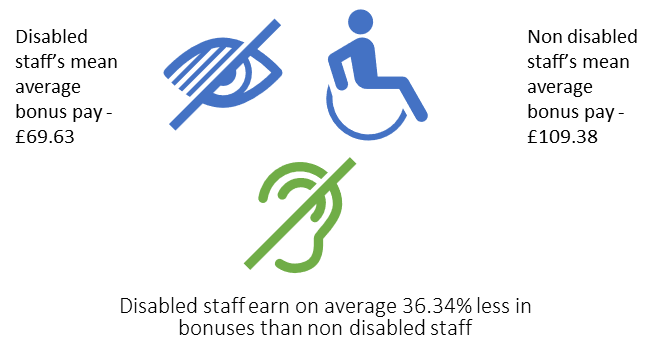 Disabled
staff’s mean
average
bonus pay -
£69.63
Non disabled
staff’s mean
average
bonus pay -
£109.38
Disabled staff earn on average 36.34% less in
bonuses than non disabled staff